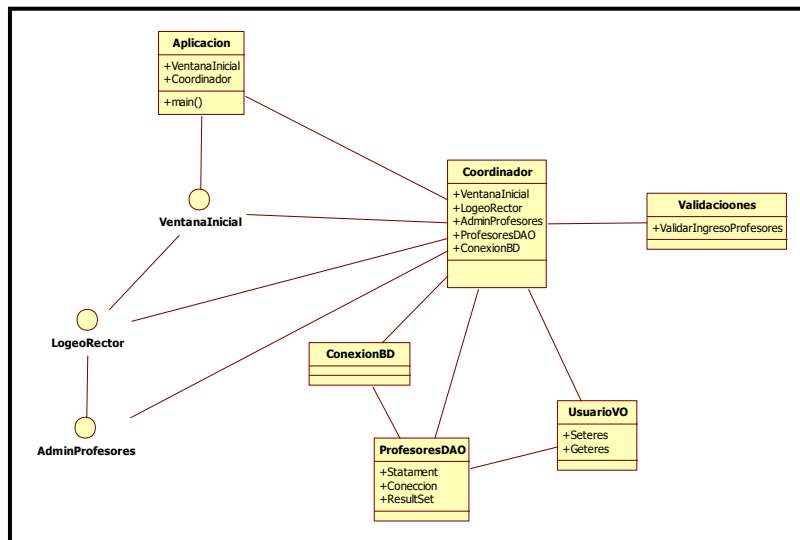 Aplicacion
+VentanaInicial
+Coordinador
+main()
VentanaInicial
LogeoRector
AdminProfesores
Coordinador
+VentanaInicial
+LogeoRector
+AdminProfesores
+ProfesoresDAO
+ConexionBD
Validacioones
+ValidarIngresoProfesores
ConexionBD
ProfesoresDAO
+Statament
+Coneccion
+ResultSet
UsuarioVO
+Seteres
+Geteres